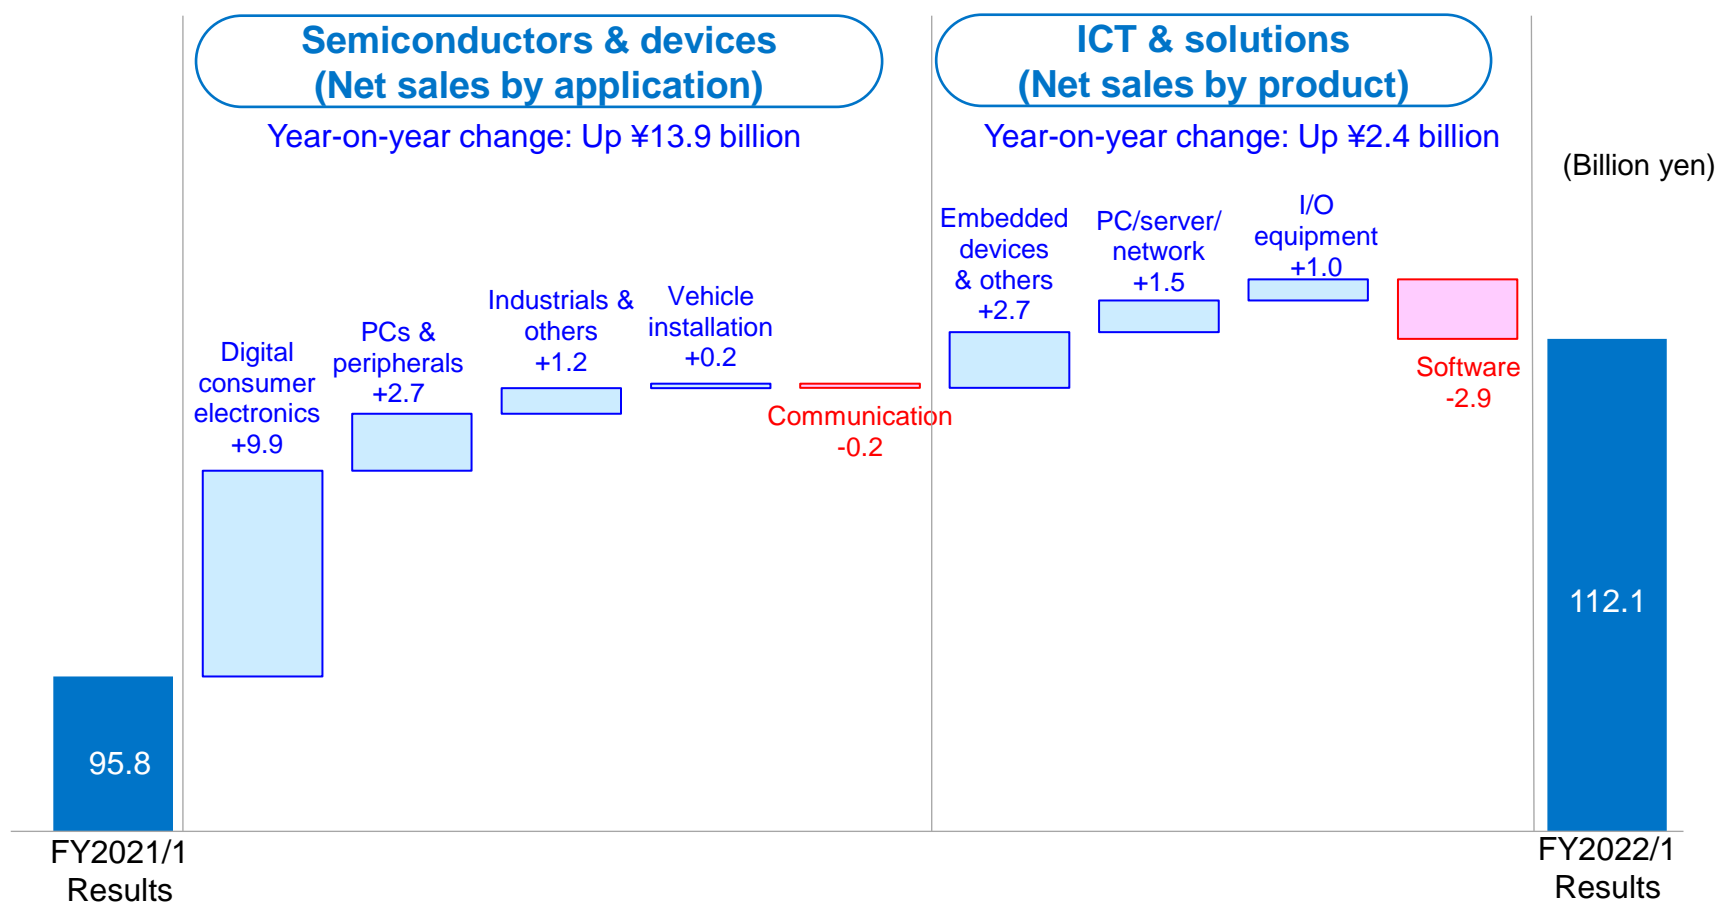 Semiconductors & devices
(Net sales by application)
Year-on-year change: Up ¥13.9 billion
ICT & solutions
(Net sales by product)
Year-on-year change: Up ¥2.4 billion
(Billion yen)
Digital
consumer
electronics
+9.9
PCs &
peripherals
+2.7
Industrials &
others
+1.2
Vehicle
installation
+0.2
Communication
-0.2
Embedded
devices
& others
+2.7
PC/server/
network
+1.5
I/O
equipment
+1.0
Software
-2.9
95.8
112.1
FY2021/1
Results
FY2022/1
Results